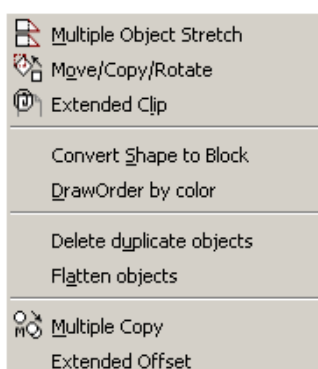 Multiple Object Stretch
Move/Copy/Rotate
Extended Clip
Convert Shape to Block
DrawOrder by color
Delete duplicate objects
Flatten objects
Multiple Copy
Extended Offset